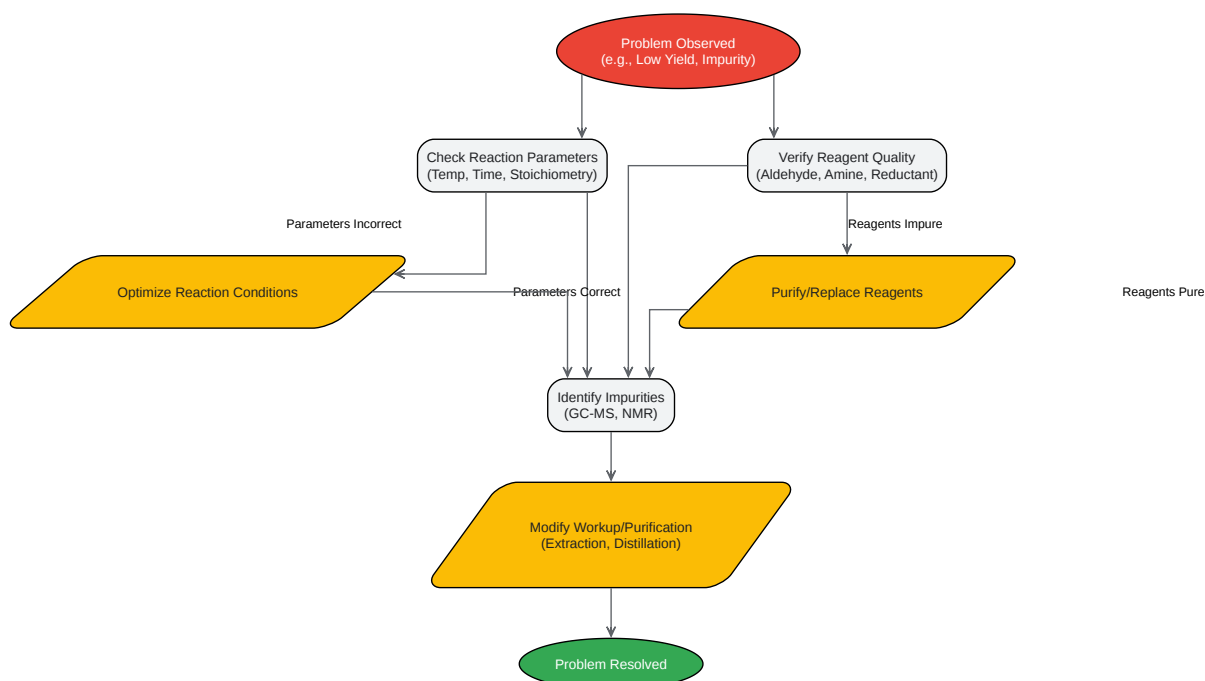 Problem Observed
(e.g., Low Yield, Impurity)
Check Reaction Parameters
(Temp, Time, Stoichiometry)
Verify Reagent Quality
(Aldehyde, Amine, Reductant)
Parameters Incorrect
Reagents Impure
Optimize Reaction Conditions
Parameters Correct
Purify/Replace Reagents
Reagents Pure
Identify Impurities
(GC-MS, NMR)
Modify Workup/Purification
(Extraction, Distillation)
Problem Resolved